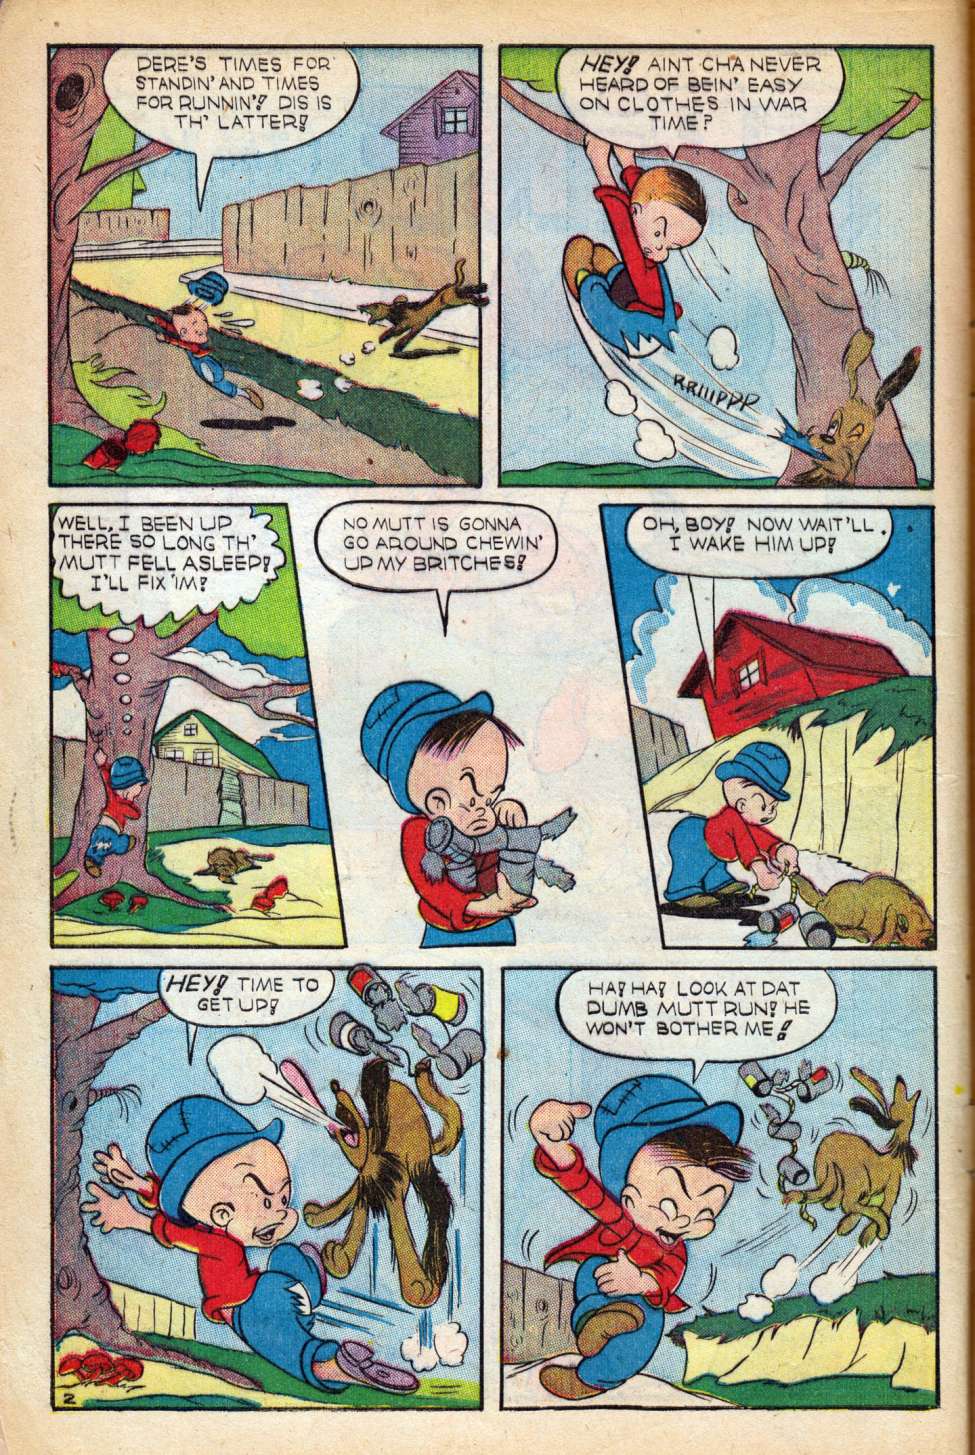 DERE'S TIMES FOR
STANDIN' AND TIMES
FOR RUNNIN'! DIS IS
TH' LATTER!
HEY! AINT CHA NEVER
HEARD OF BEIN' EASY
ON CLOTHES IN WAR
TIME?
RRIIIPPP
WELL, I BEEN UP
THERE SO LONG TH'
MUTT FELL ASLEEP!
I'LL FIX 'IM!
NO MUTT IS GONNA
GO AROUND CHEWIN'
UP MY BRITCHES!
OH, BOY! NOW WAIT'LL
I WAKE HIM UP!
HEY! TIME TO
GET UP!
HA! HA! LOOK AT DAT
DUMB MUTT RUN! HE
WON'T BOTHER ME!
2